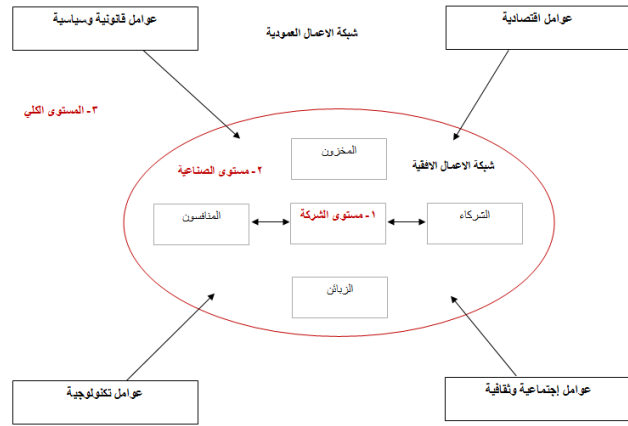 عوامل اقتصادية
شبكة الاعمال العمودية
عوامل قانونية وسياسية
٣- المستوى الكلي
المخزون
شبكة الاعمال الافقية
٢- مستوى الصناعية
الشركاء
١- مستوى الشركة
المنافسون
الزبائن
عوامل إجتماعية وثقافية
عوامل تكنولوجية